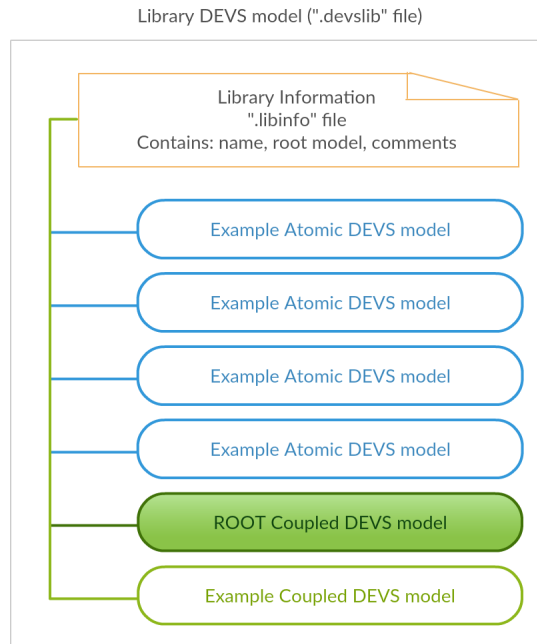 Library DEVS model (".devslib" file)
Library Information
".libinfo" file
Contains: name, root model, comments
Example Atomic DEVS model
Example Atomic DEVS model
Example Atomic DEVS model
Example Atomic DEVS model
ROOT Coupled DEVS model
Example Coupled DEVS model